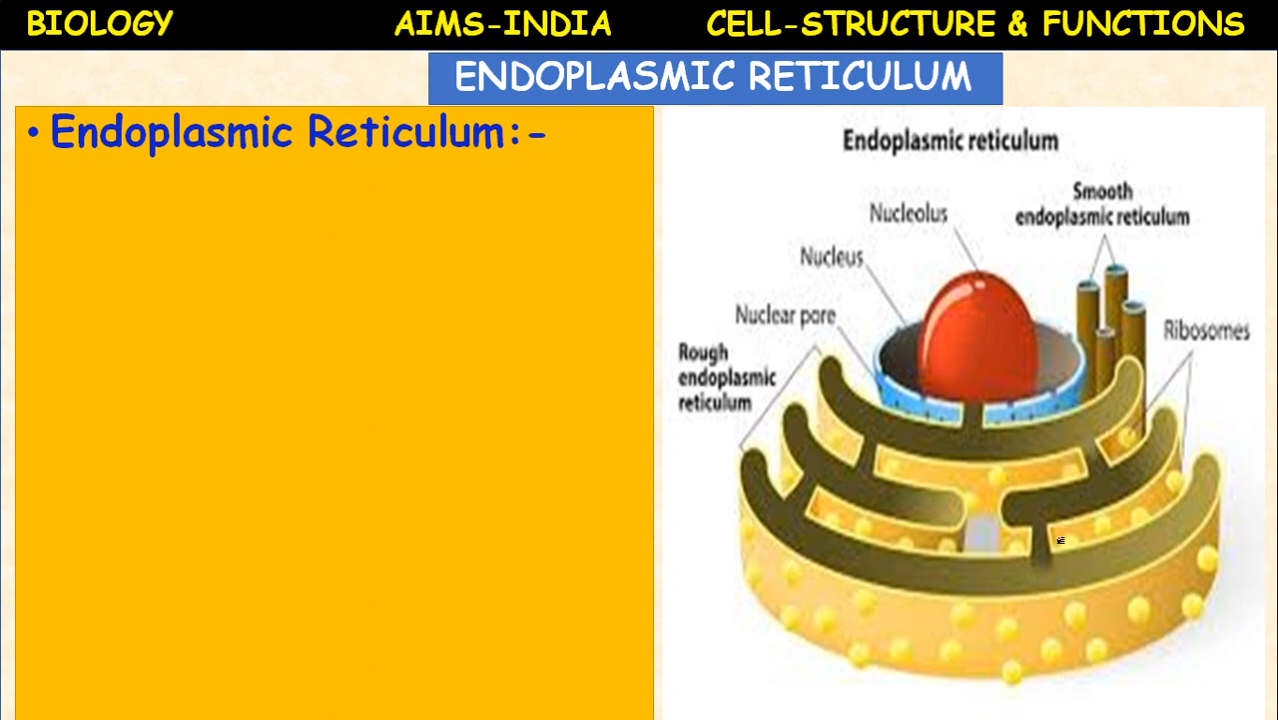 BIOLOGY AIMS-INDIA CELL-STRUCTURE & FUNCTIONS
ENDOPLASMIC RETICULUM
• Endoplasmic Reticulum:-
Endoplasmic reticulum
Smooth
endoplasmic reticulum
Nucleolus
Nucleus
Nuclear pore
Ribosomes
Rough
endoplasmic
reticulum